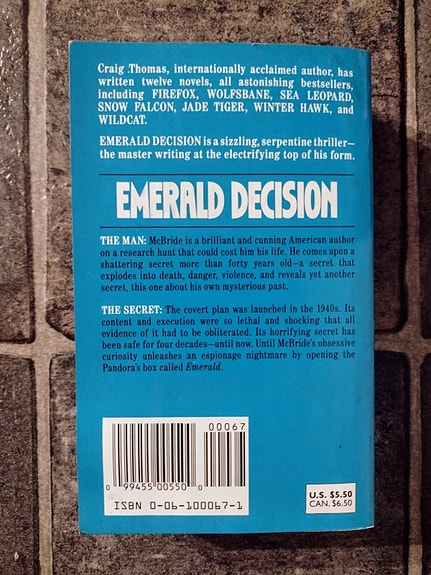 Craig Thomas, internationally acclaimed author, has
written twelve novels, all astonishing bestsellers,
including FIREFOX, WOLFSBANE, SEA LEOPARD,
SNOW FALCON, JADE TIGER, WINTER HAWK, and
WILDCAT.
EMERALD DECISION is a sizzling, serpentine thriller—
the master writing at the electrifying top of his form.
EMERALD DECISION
THE MAN: McBride is a brilliant and cunning American author
on a research hunt that could cost him his life. He comes upon a
shattering secret more than forty years old—a secret that
explodes into death, danger, violence, and reveals yet another
secret, this one about his own mysterious past.
THE SECRET: The covert plan was launched in the 1940s. Its
content and execution were so lethal and shocking that all
evidence of it had to be obliterated. Its horrifying secret has
been safe for four decades—until now. Until McBride's obsessive
curiosity unleashes an espionage nightmare by opening the
Pandora's box called Emerald.
00067
0 99455 00550 0
ISBN 0-06-100067-1
U.S. $5.50
CAN. $6.50